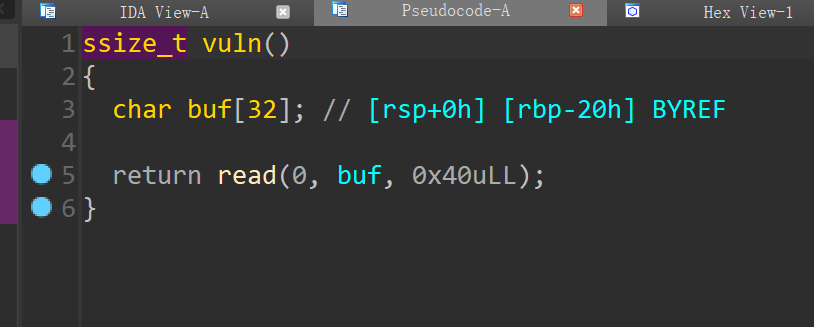 IDA View-A Pseudocode-A Hex View-1
1 ssize_t vuln()
2 {
3 char buf[32]; // [rsp+0h] [rbp-20h] BYREF
4
5 return read(0, buf, 0x40uLL);
6 }